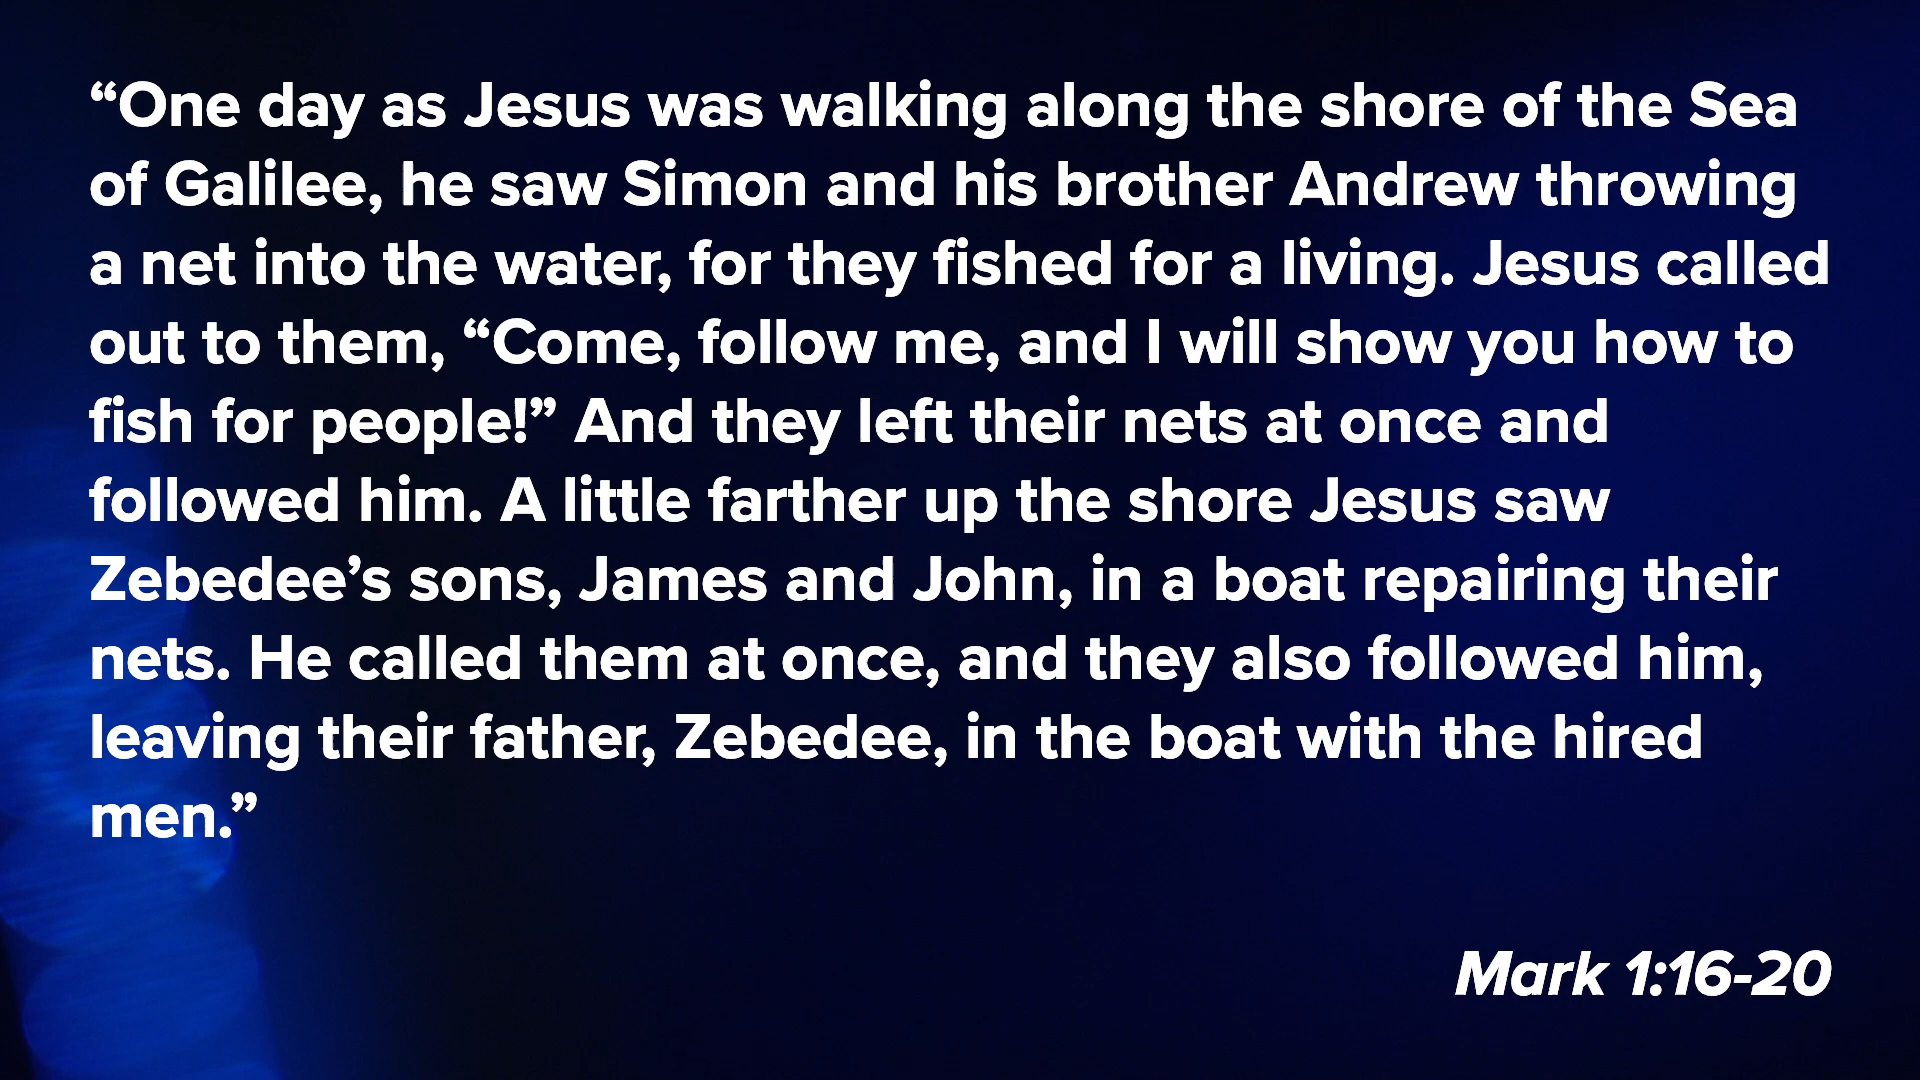 “One day as Jesus was walking along the shore of the Sea
of Galilee, he saw Simon and his brother Andrew throwing
a net into the water, for they fished for a living. Jesus called
out to them, “Come, follow me, and I will show you how to
fish for people!” And they left their nets at once and
followed him. A little farther up the shore Jesus saw
Zebedee’s sons, James and John, in a boat repairing their
nets. He called them at once, and they also followed him,
leaving their father, Zebedee, in the boat with the hired
men.”
Mark 1:16-20